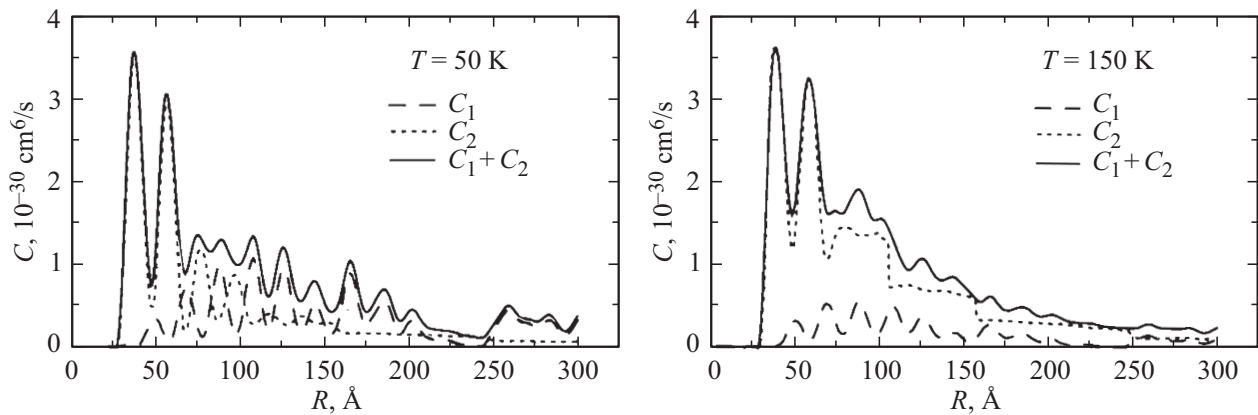 4
3
2
1
0
C, 10⁻³⁰ cm⁶/s
T = 50 K
C₁
C₂
C₁ + C₂
0 50 100 150 200 250 300
R, Å
4
3
2
1
0
C, 10⁻³⁰ cm⁶/s
T = 150 K
C₁
C₂
C₁ + C₂
0 50 100 150 200 250 300
R, Å